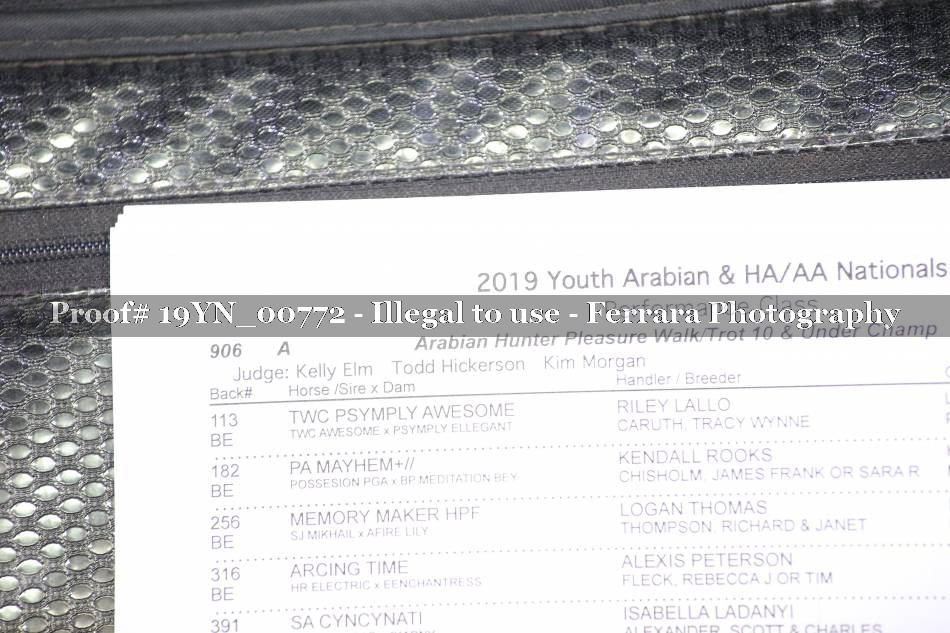 2019 Youth Arabian & HA/AA Nationals
Performance Class
Proof# 19YN_00772 - Illegal to use - Ferrara Photography
906 A Arabian Hunter Pleasure Walk/Trot 10 & Under Champ
Judge: Kelly Elm Todd Hickerson Kim Morgan
Back# Horse /Sire x Dam Handler / Breeder
113 TWC PSYMPLY AWESOME RILEY LALLO
BE TWC AWESOME x PSYMPLY ELLEGANT CARUTH, TRACY WYNNE
182 PA MAYHEM+// KENDALL ROOKS
BE POSSESION PGA x BP MEDITATION BEY CHISHOLM, JAMES FRANK OR SARA R
256 MEMORY MAKER HPF LOGAN THOMAS
BE SJ MIKHAIL x AFIRE LILY THOMPSON, RICHARD & JANET
316 ARCING TIME ALEXIS PETERSON
BE HR ELECTRIC x EENCHANTRESS FLECK, REBECCA J OR TIM
391 SA CYNCYNATI ISABELLA LADANYI
ALEXANDER, SCOTT & CHARLES